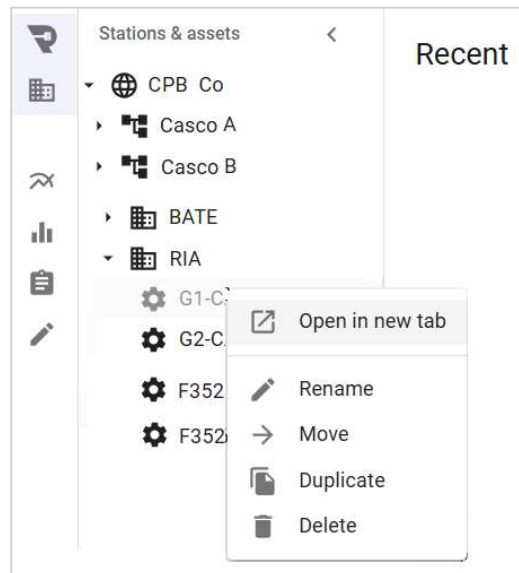 Stations & assets
Recent
CPB Co
Casco A
Casco B
BATE
RIA
G1-C
Open in new tab
G2-C
F352
Rename
F352
Move
Duplicate
Delete